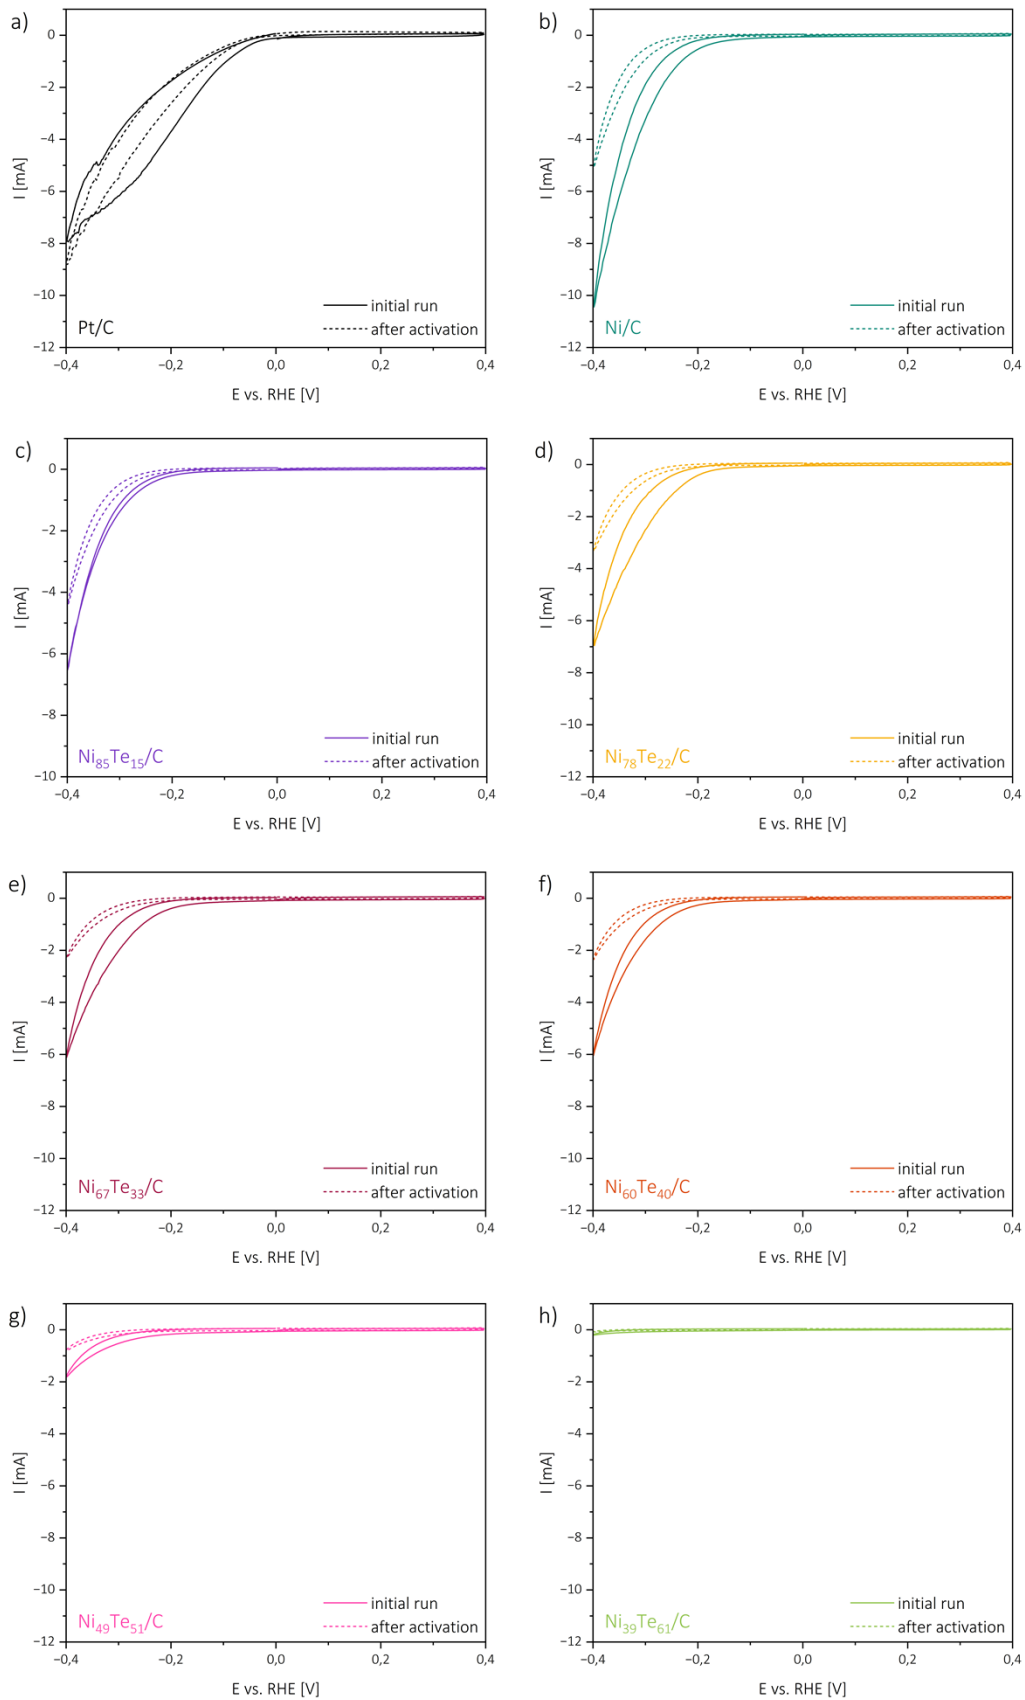 a)
0
−2
−4
−6
−8
−10
−12
I [mA]
−0,4
−0,2
0,0
0,2
0,4
E vs. RHE [V]
Pt/C
initial run
after activation
b)
0
−2
−4
−6
−8
−10
−12
I [mA]
−0,4
−0,2
0,0
0,2
0,4
E vs. RHE [V]
Ni/C
initial run
after activation
c)
0
−2
−4
−6
−8
−10
I [mA]
−0,4
−0,2
0,0
0,2
0,4
E vs. RHE [V]
Ni₈₅Te₁₅/C
initial run
after activation
d)
0
−2
−4
−6
−8
−10
−12
I [mA]
−0,4
−0,2
0,0
0,2
0,4
E vs. RHE [V]
Ni₇₈Te₂₂/C
initial run
after activation
e)
0
−2
−4
−6
−8
−10
−12
I [mA]
−0,4
−0,2
0,0
0,2
0,4
E vs. RHE [V]
Ni₆₇Te₃₃/C
initial run
after activation
f)
0
−2
−4
−6
−8
−10
−12
I [mA]
−0,4
−0,2
0,0
0,2
0,4
E vs. RHE [V]
Ni₆₀Te₄₀/C
initial run
after activation
g)
0
−2
−4
−6
−8
−10
−12
I [mA]
−0,4
−0,2
0,0
0,2
0,4
E vs. RHE [V]
Ni₄₉Te₅₁/C
initial run
after activation
h)
0
−2
−4
−6
−8
−10
−12
I [mA]
−0,4
−0,2
0,0
0,2
0,4
E vs. RHE [V]
Ni₃₉Te₆₁/C
initial run
after activation